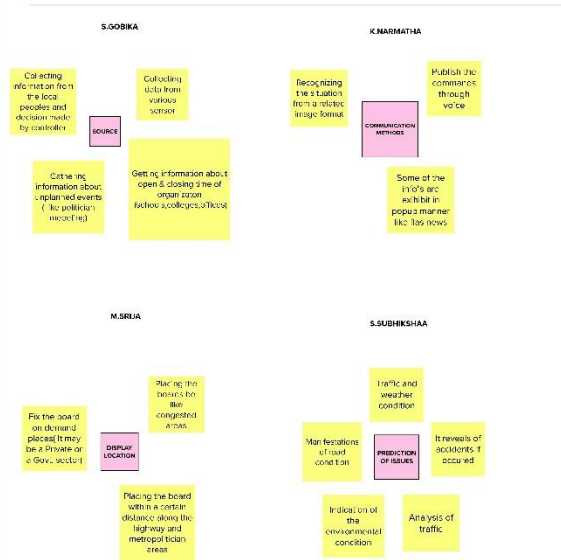 S.GOBIKA
Collecting
information from
the local
peoples and
decision made
by controller
Collecting
data from
various
sensor
SOURCE
Gathering
information about
unplanned events
( like politician
meeeting)
Getting information about
open & closing time of
organizaton
(schools,colleges,offices)
K.NARMATHA
Recognizing
the situation
from a related
image format
Publish the
commands
through
voice
COMMUNICATION
METHODS
Some of the
info's are
exhibit in
popup manner
like flas news
M.SRIJA
Placing the
boards be
like
congested
areas
Fix the board
on demand
places( It may
be a Private or
a Govt. sector)
DISPLAY
LOCATION
Placing the board
within a certain
distance along the
highway and
metropolitician
areas
S.SUBHIKSHAA
Traffic and
weather
condition
Manifestations
of road
condition
PREDICTION
OF ISSUES
It reveals of
accidents if
occured
Indication of
the
environmental
condition
Analysis of
traffic